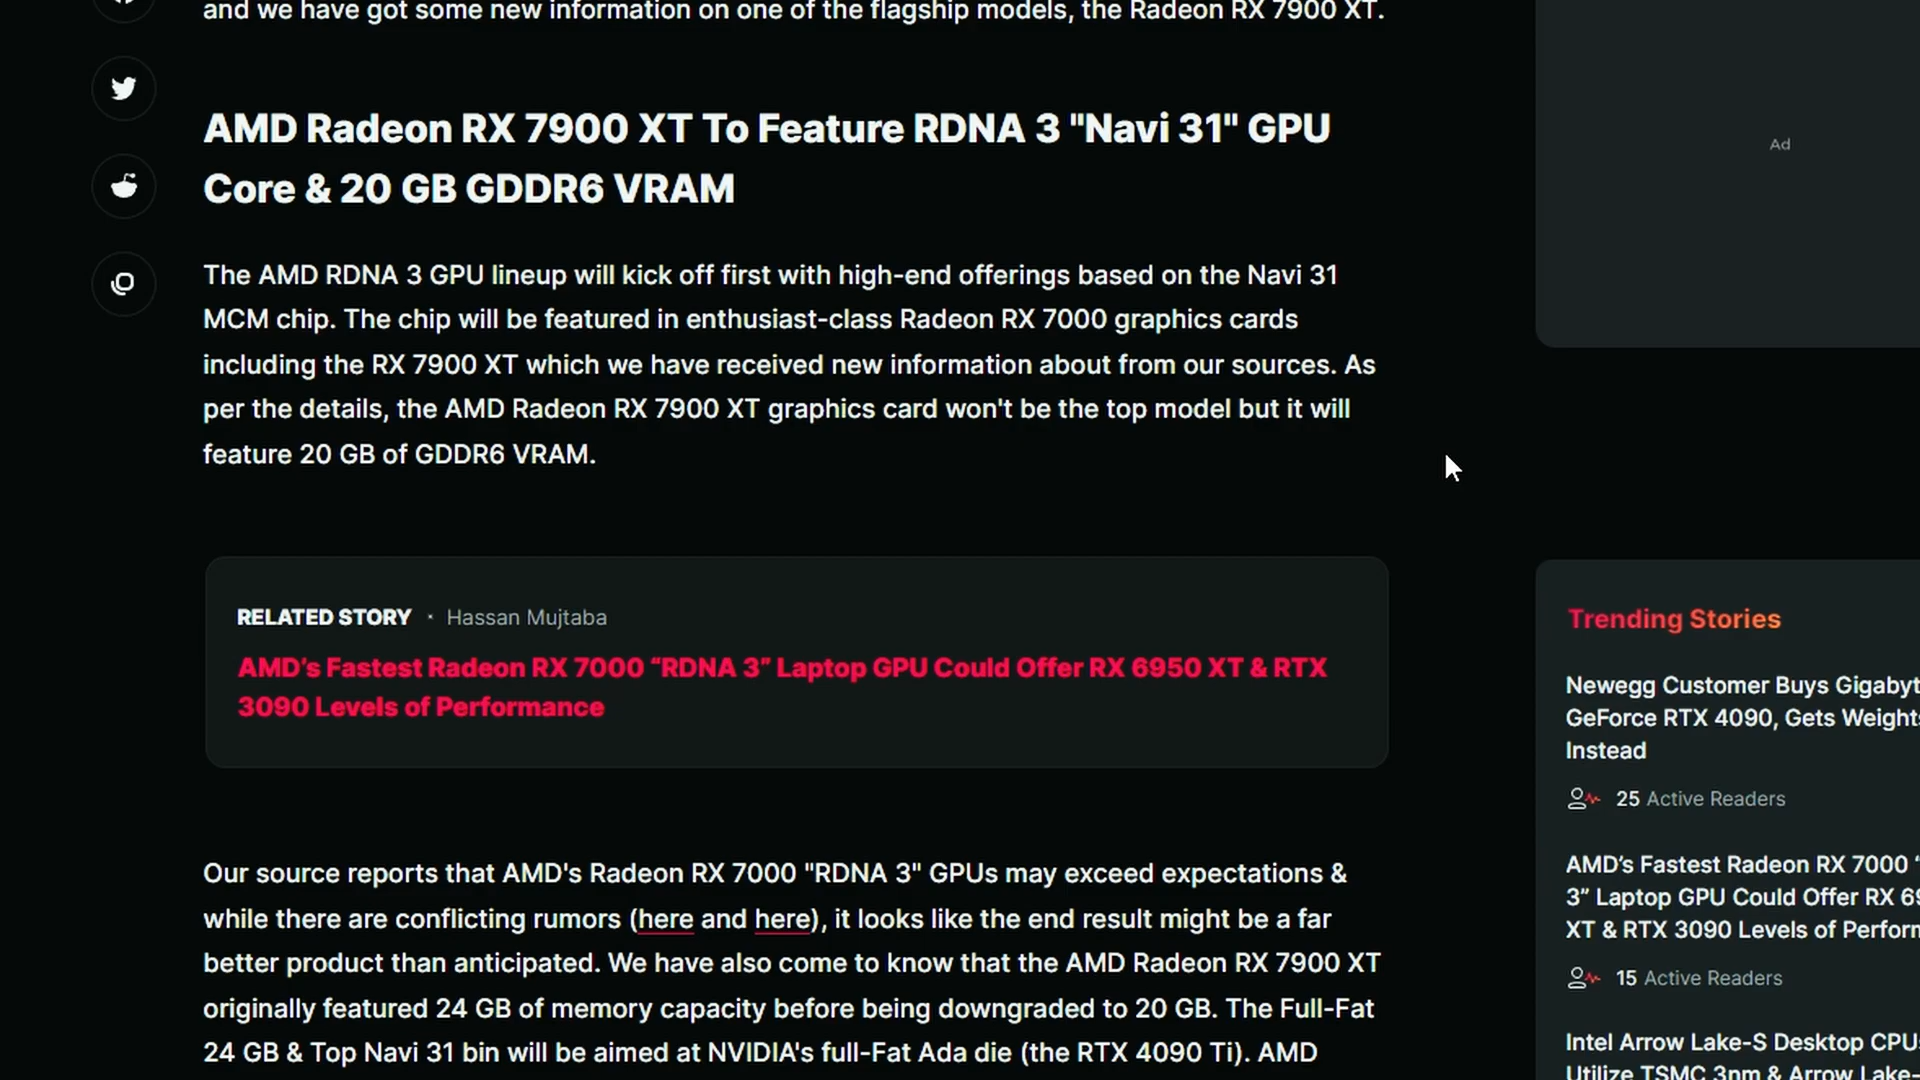 and we have got some new information on one of the flagship models, the Radeon RX 7900 XT.
AMD Radeon RX 7900 XT To Feature RDNA 3 "Navi 31" GPU
Core & 20 GB GDDR6 VRAM
The AMD RDNA 3 GPU lineup will kick off first with high-end offerings based on the Navi 31
MCM chip. The chip will be featured in enthusiast-class Radeon RX 7000 graphics cards
including the RX 7900 XT which we have received new information about from our sources. As
per the details, the AMD Radeon RX 7900 XT graphics card won't be the top model but it will
feature 20 GB of GDDR6 VRAM.
RELATED STORY · Hassan Mujtaba
AMD’s Fastest Radeon RX 7000 “RDNA 3” Laptop GPU Could Offer RX 6950 XT & RTX
3090 Levels of Performance
Our source reports that AMD's Radeon RX 7000 "RDNA 3" GPUs may exceed expectations &
while there are conflicting rumors (here and here), it looks like the end result might be a far
better product than anticipated. We have also come to know that the AMD Radeon RX 7900 XT
originally featured 24 GB of memory capacity before being downgraded to 20 GB. The Full-Fat
24 GB & Top Navi 31 bin will be aimed at NVIDIA's full-Fat Ada die (the RTX 4090 Ti). AMD
Ad
Trending Stories
Newegg Customer Buys Gigabyt
GeForce RTX 4090, Gets Weight
Instead
25 Active Readers
AMD’s Fastest Radeon RX 7000 “
3” Laptop GPU Could Offer RX 69
XT & RTX 3090 Levels of Perform
15 Active Readers
Intel Arrow Lake-S Desktop CPU
Utilize TSMC 3nm & Arrow Lake-